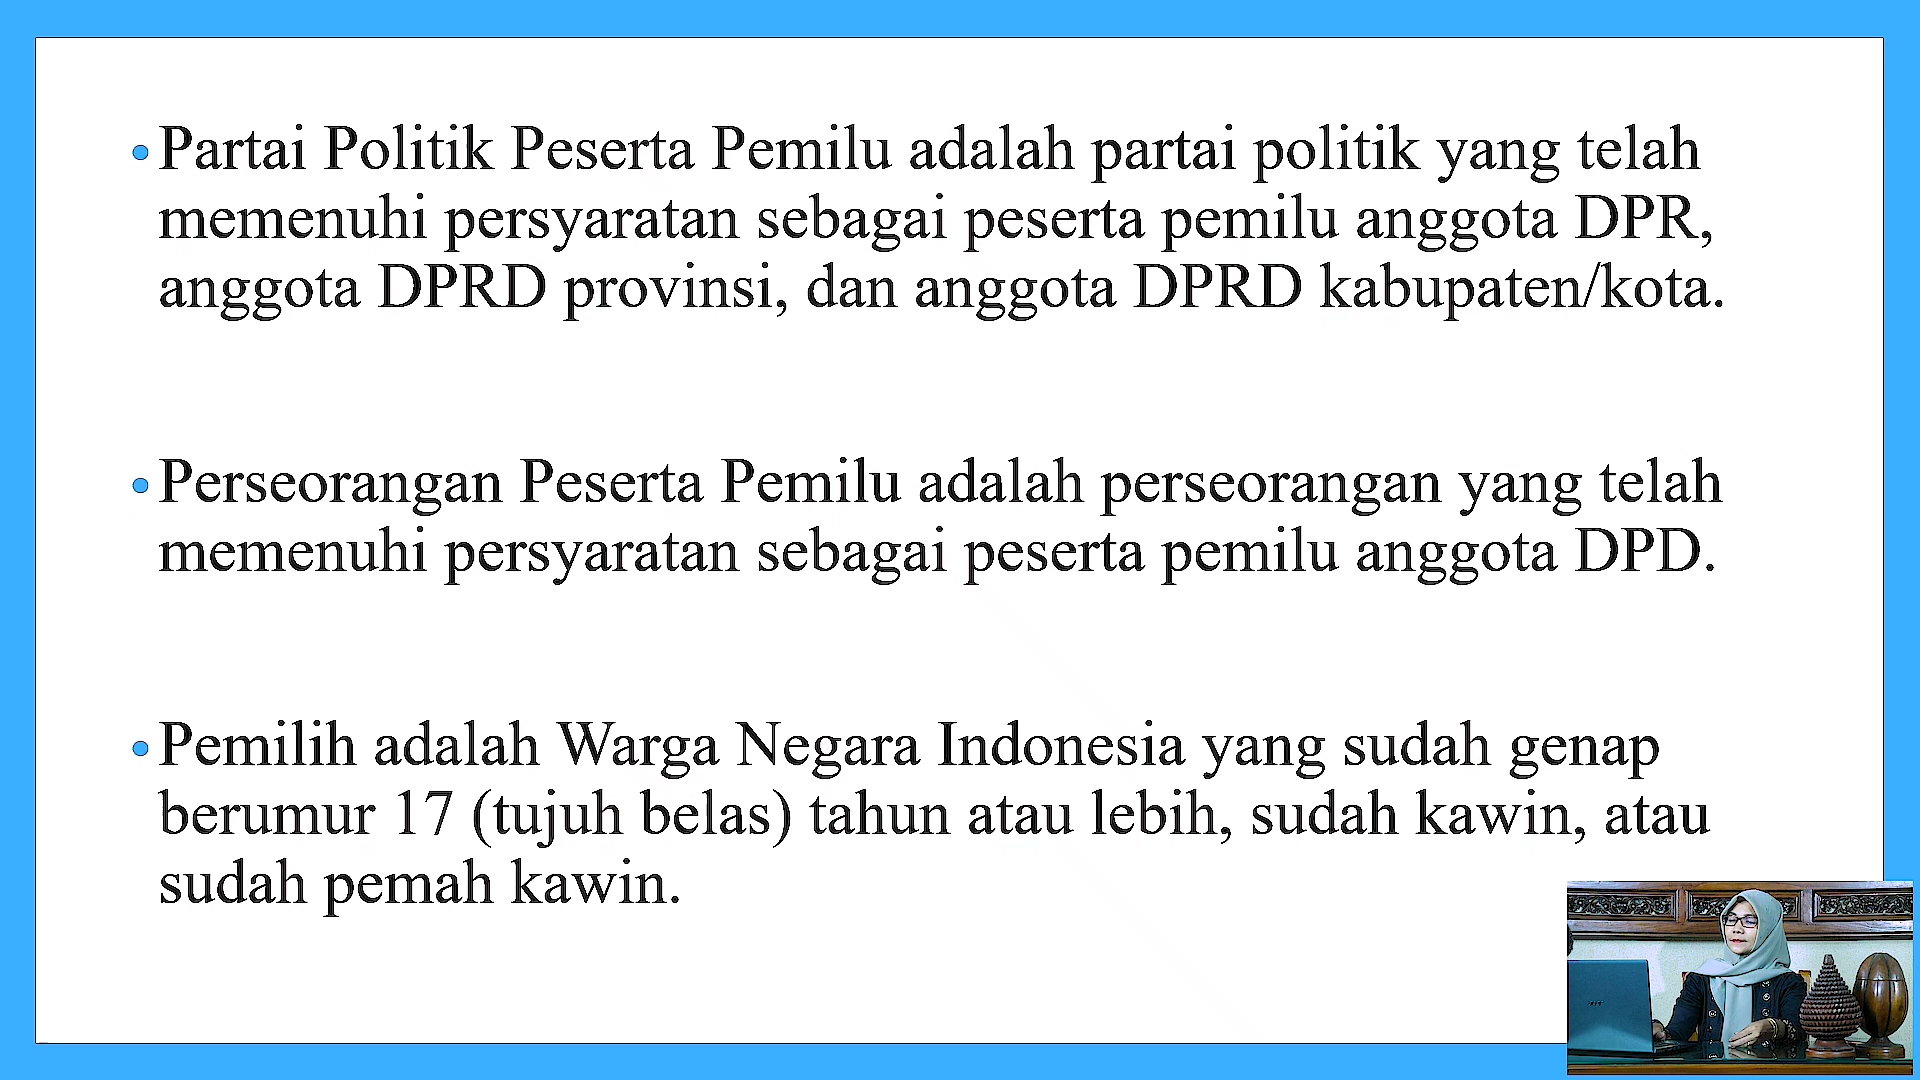 •Partai Politik Peserta Pemilu adalah partai politik yang telah
memenuhi persyaratan sebagai peserta pemilu anggota DPR,
anggota DPRD provinsi, dan anggota DPRD kabupaten/kota.
•Perseorangan Peserta Pemilu adalah perseorangan yang telah
memenuhi persyaratan sebagai peserta pemilu anggota DPD.
•Pemilih adalah Warga Negara Indonesia yang sudah genap
berumur 17 (tujuh belas) tahun atau lebih, sudah kawin, atau
sudah pemah kawin.